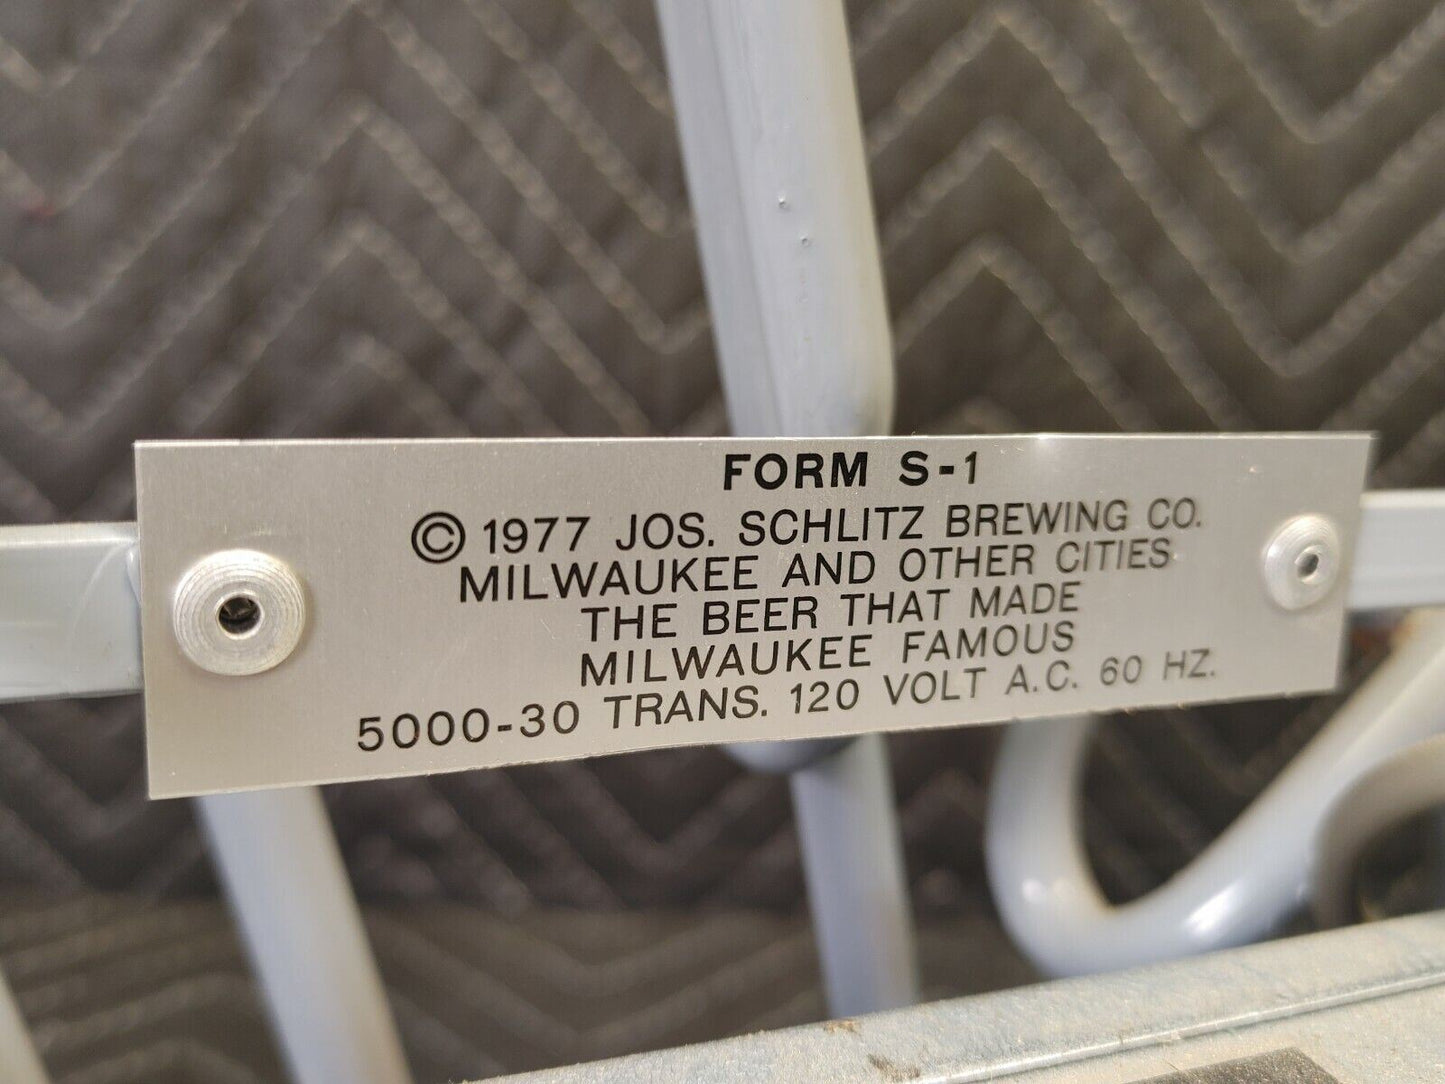 FORM S-1
© 1977 JOS. SCHLITZ BREWING CO.
MILWAUKEE AND OTHER CITIES
THE BEER THAT MADE
MILWAUKEE FAMOUS
5000-30 TRANS. 120 VOLT A.C. 60 HZ.